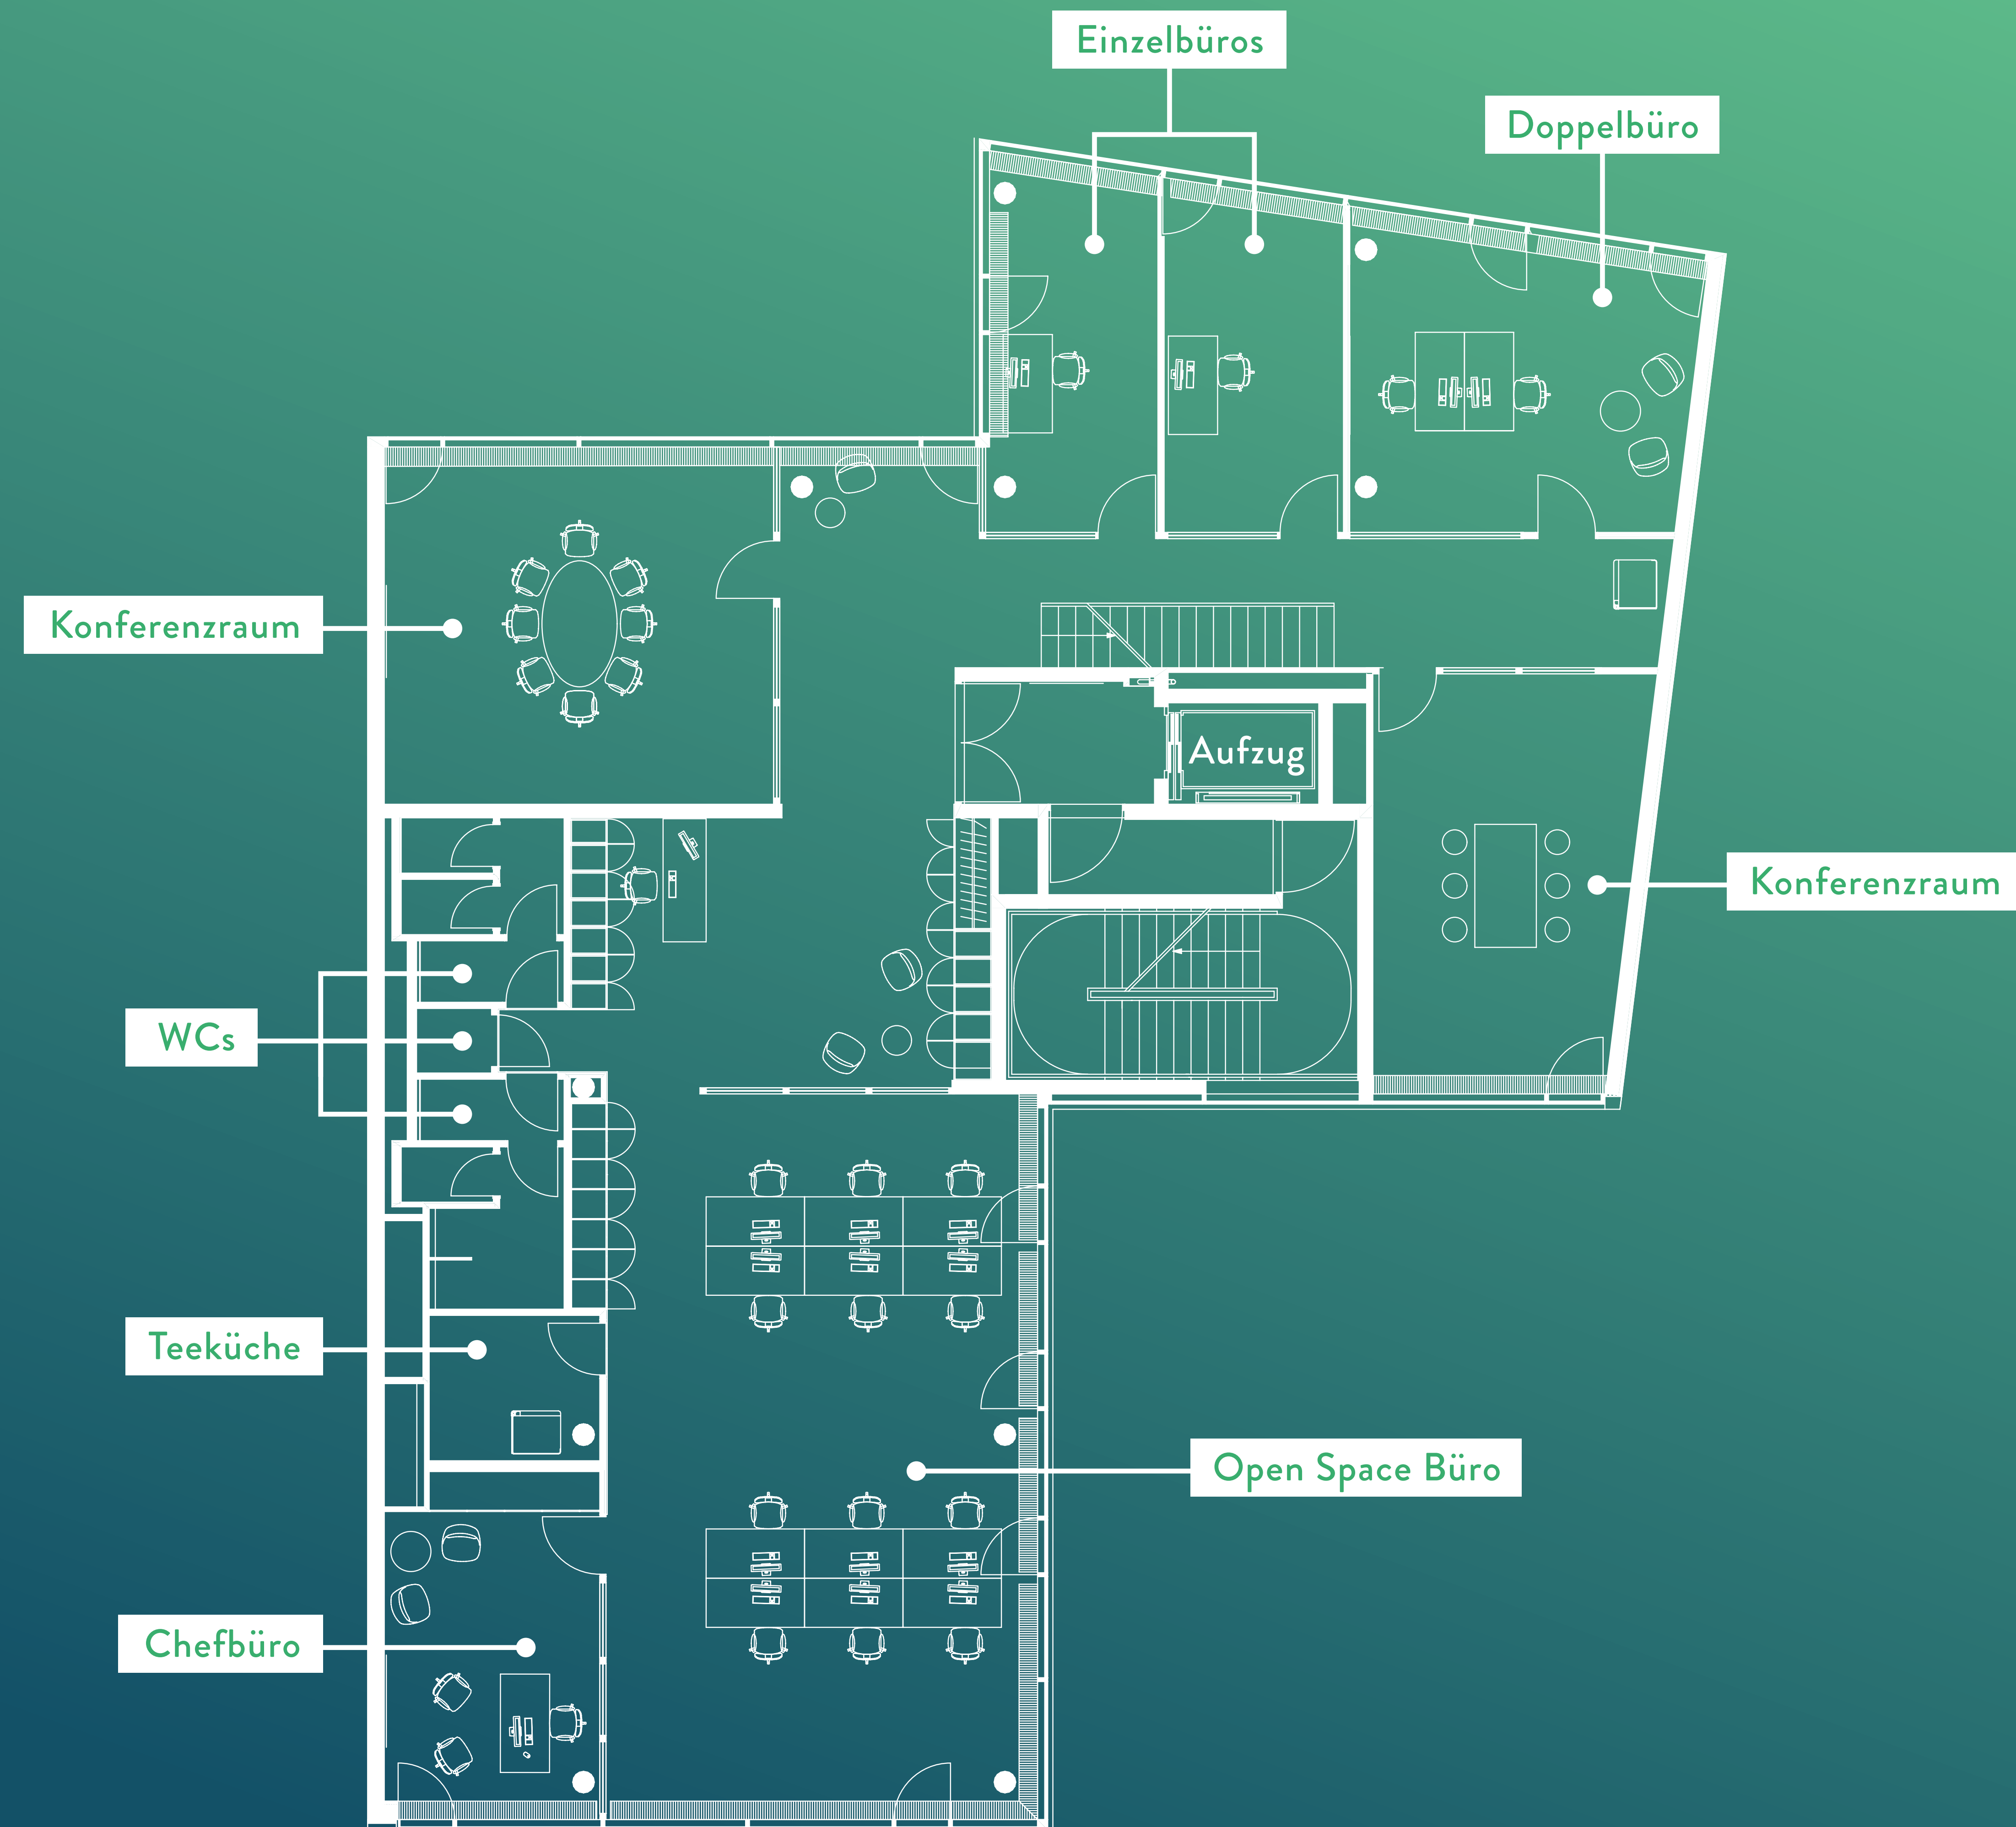 Einzelbüros
Doppelbüro
Konferenzraum
Aufzug
Konferenzraum
WCs
Teeküche
Open Space Büro
Chefbüro